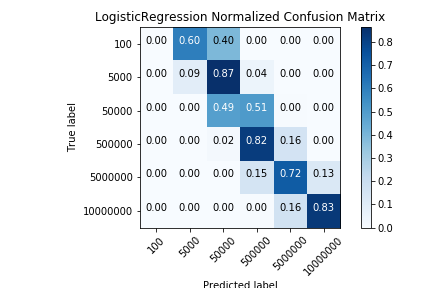 LogisticRegression Normalized Confusion Matrix
100 0.00 0.60 0.40 0.00 0.00 0.00
5000 0.00 0.09 0.87 0.04 0.00 0.00
50000 0.00 0.00 0.49 0.51 0.00 0.00
500000 0.00 0.00 0.02 0.82 0.16 0.00
5000000 0.00 0.00 0.00 0.15 0.72 0.13
10000000 0.00 0.00 0.00 0.00 0.16 0.83
True label
100 5000 50000 500000 5000000 10000000
Predicted label
0.8
0.7
0.6
0.5
0.4
0.3
0.2
0.1
0.0